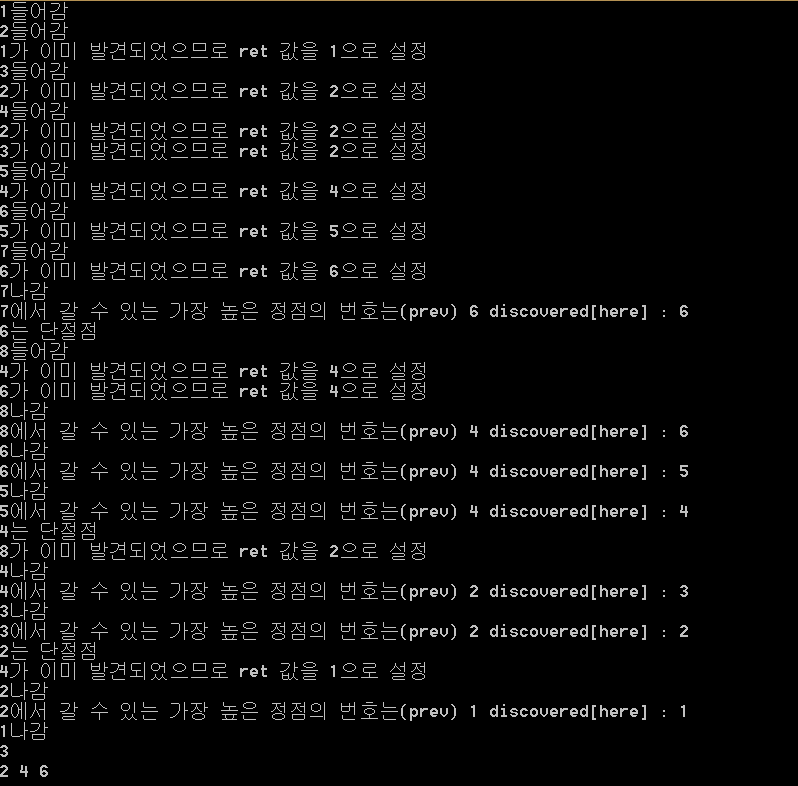 1들어감
2들어감
1가 이미 발견되었으므로 ret 값을 1으로 설정
3들어감
2가 이미 발견되었으므로 ret 값을 2으로 설정
4들어감
2가 이미 발견되었으므로 ret 값을 2으로 설정
3가 이미 발견되었으므로 ret 값을 2으로 설정
5들어감
4가 이미 발견되었으므로 ret 값을 4으로 설정
6들어감
5가 이미 발견되었으므로 ret 값을 5으로 설정
7들어감
6가 이미 발견되었으므로 ret 값을 6으로 설정
7나감
7에서 갈 수 있는 가장 높은 정점의 번호는(prev) 6 discovered[here] : 6
6는 단절점
8들어감
4가 이미 발견되었으므로 ret 값을 4으로 설정
6가 이미 발견되었으므로 ret 값을 4으로 설정
8나감
8에서 갈 수 있는 가장 높은 정점의 번호는(prev) 4 discovered[here] : 6
6나감
6에서 갈 수 있는 가장 높은 정점의 번호는(prev) 4 discovered[here] : 5
5나감
5에서 갈 수 있는 가장 높은 정점의 번호는(prev) 4 discovered[here] : 4
4는 단절점
8가 이미 발견되었으므로 ret 값을 2으로 설정
4나감
4에서 갈 수 있는 가장 높은 정점의 번호는(prev) 2 discovered[here] : 3
3나감
3에서 갈 수 있는 가장 높은 정점의 번호는(prev) 2 discovered[here] : 2
2는 단절점
4가 이미 발견되었으므로 ret 값을 1으로 설정
2나감
2에서 갈 수 있는 가장 높은 정점의 번호는(prev) 1 discovered[here] : 1
1나감
3
2 4 6